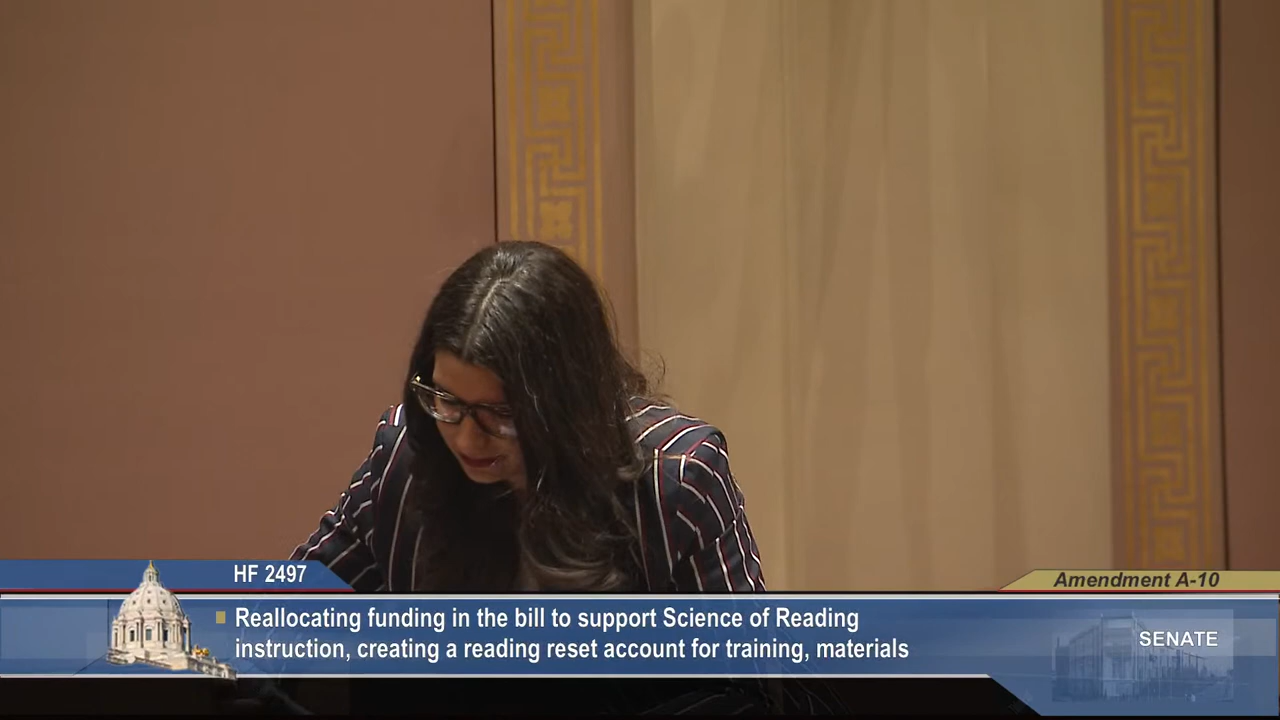 HF 2497
Amendment A-10
Reallocating funding in the bill to support Science of Reading
instruction, creating a reading reset account for training, materials
SENATE